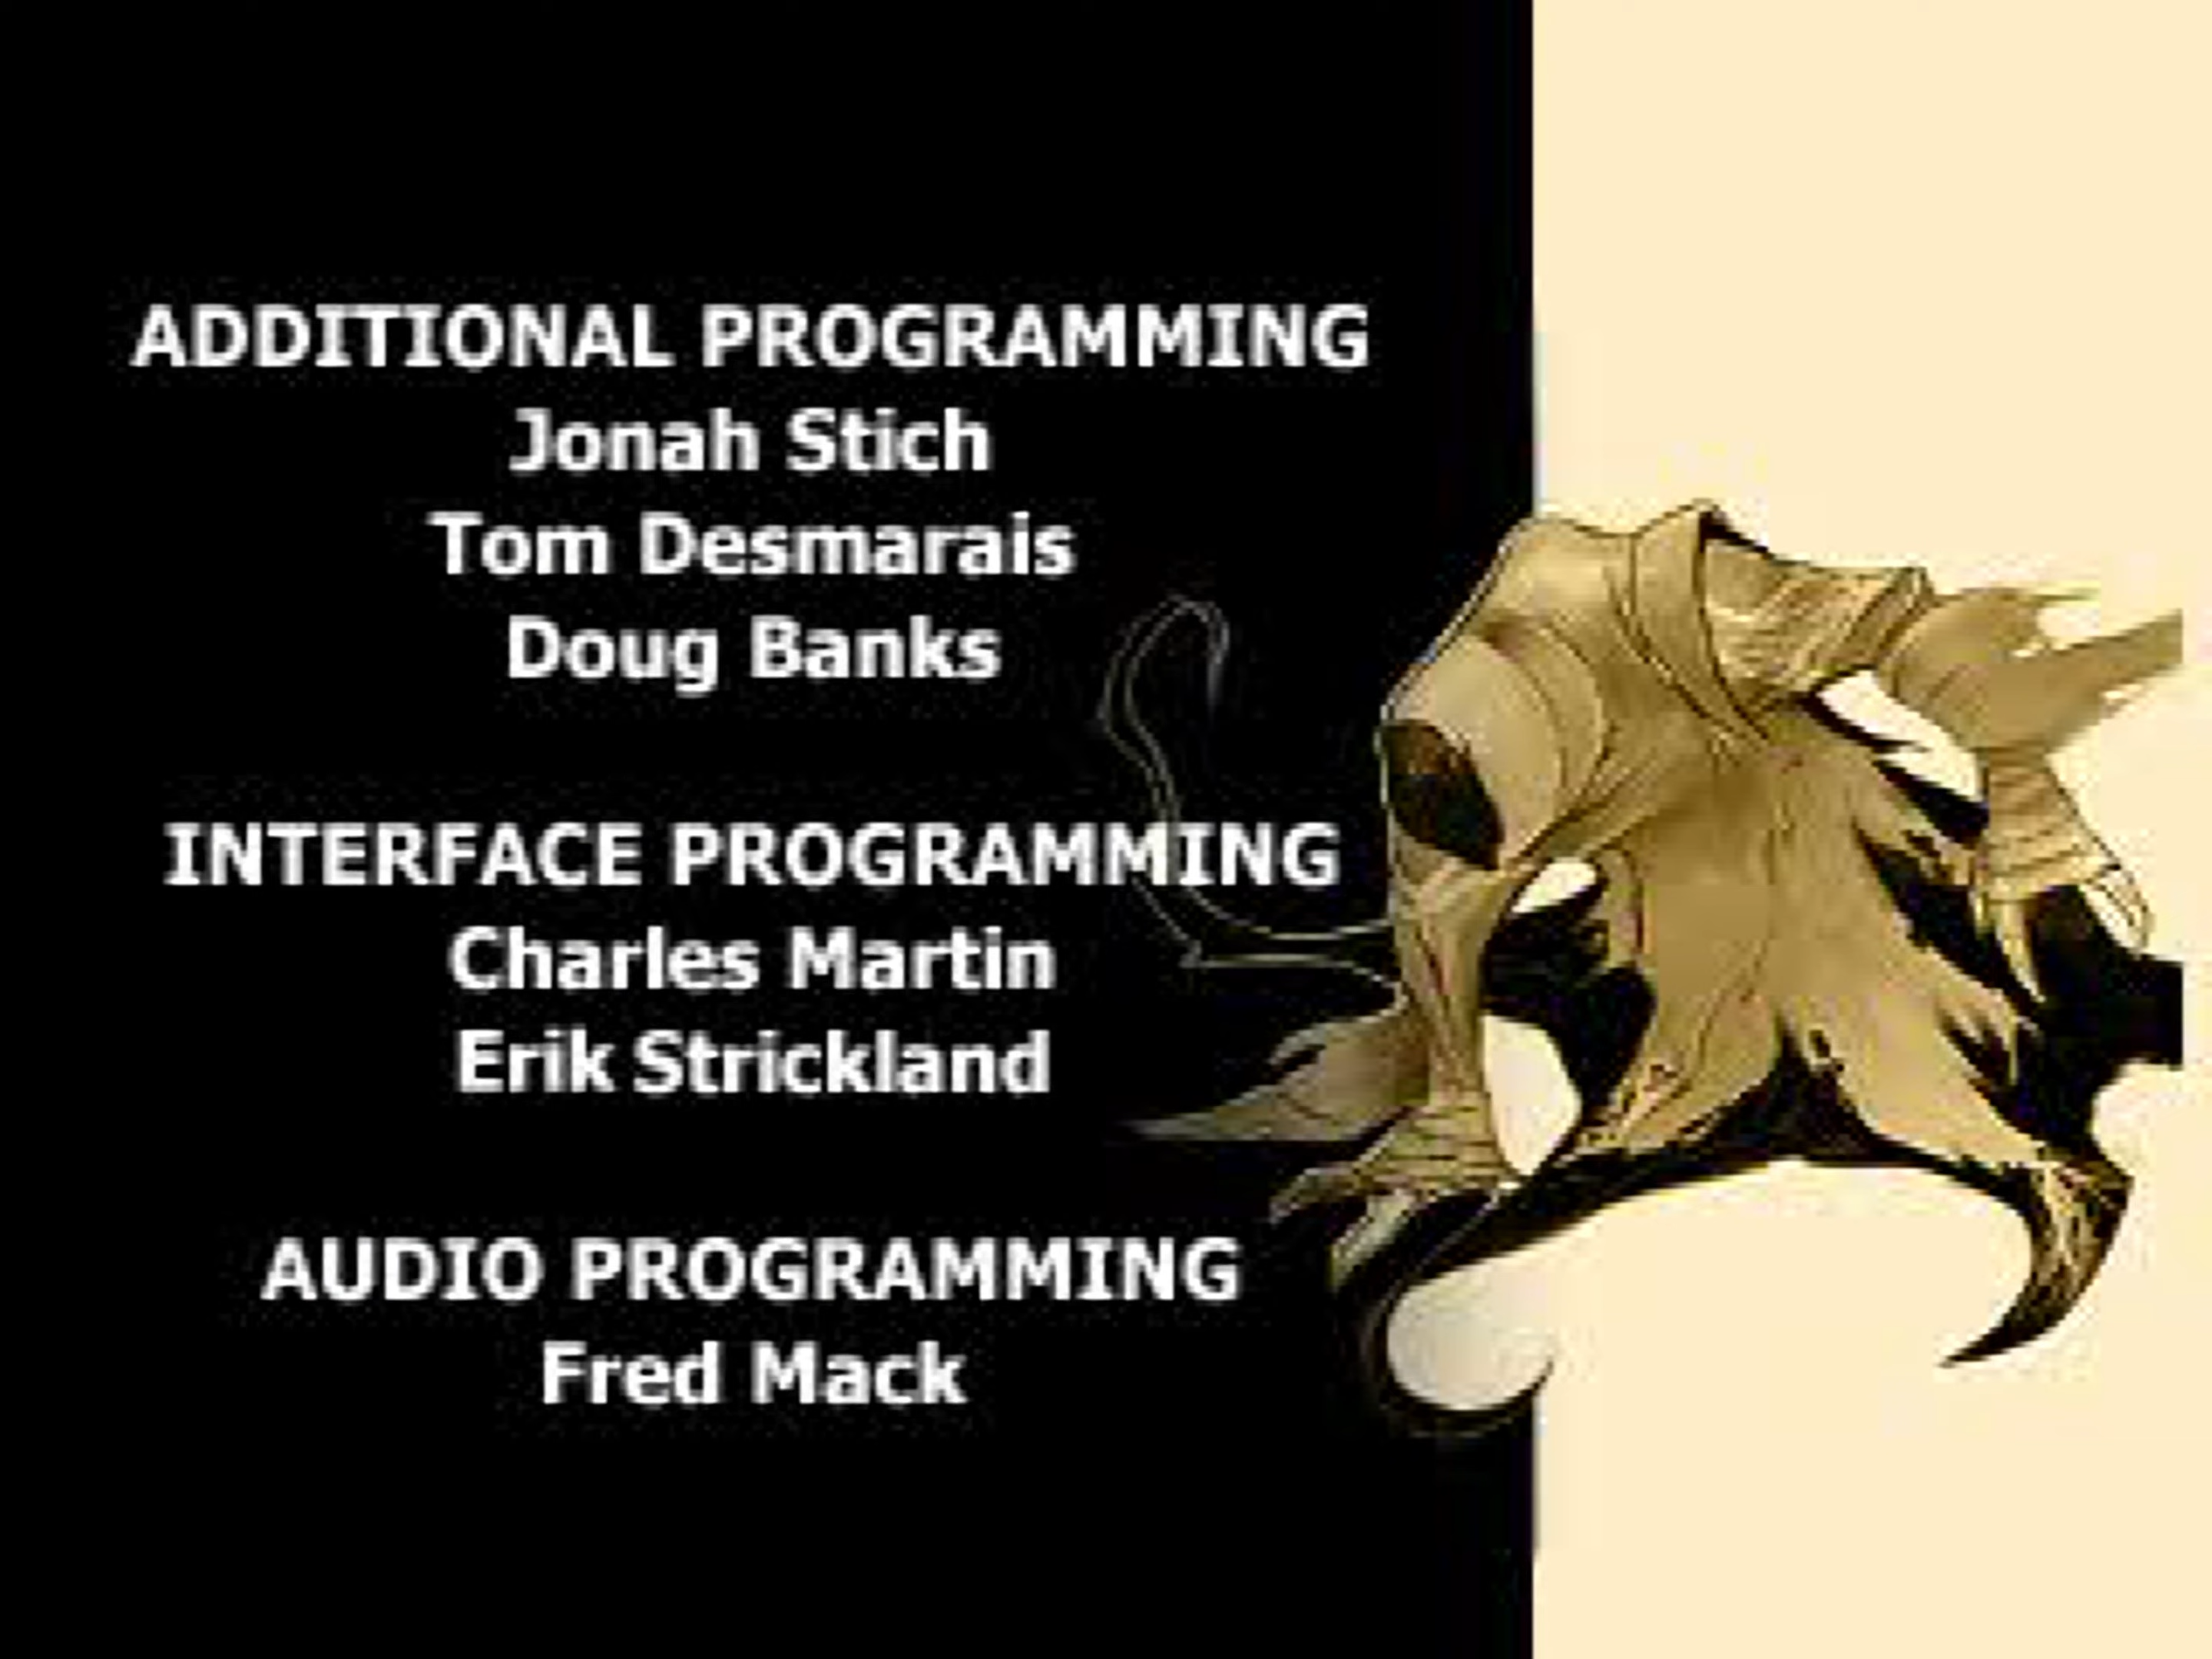 ADDITIONAL PROGRAMMING
Jonah Stich
Tom Desmarais
Doug Banks
INTERFACE PROGRAMMING
Charles Martin
Erik Strickland
AUDIO PROGRAMMING
Fred Mack